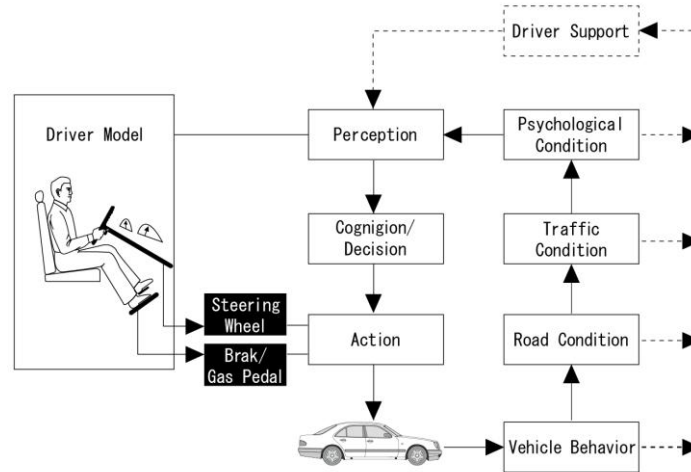 Driver Support
Driver Model
Perception
Psychological
Condition
Cognigion/
Decision
Traffic
Condition
Steering
Wheel
Brak/
Gas Pedal
Action
Road Condition
Vehicle Behavior